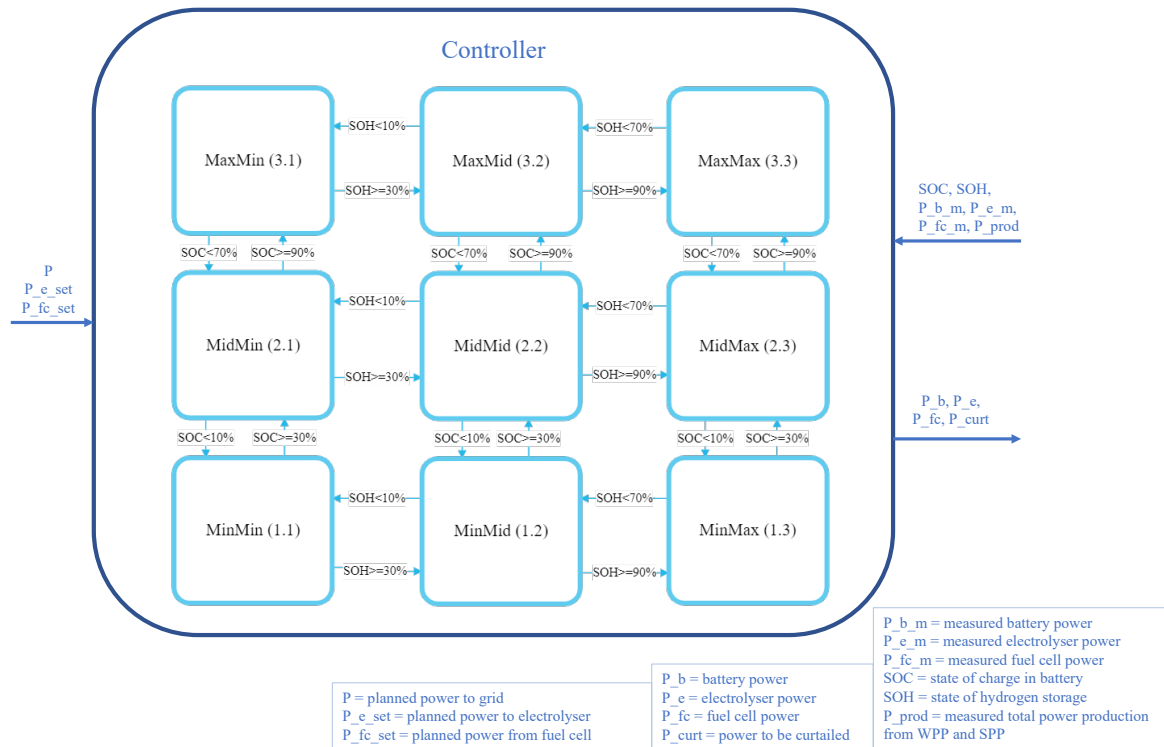 Controller
MaxMin (3.1)
SOH<10%
SOH>=30%
MaxMid (3.2)
SOH<70%
SOH>=90%
MaxMax (3.3)
SOC<70%
SOC>=90%
SOC<70%
SOC>=90%
SOC<70%
SOC>=90%
MidMin (2.1)
SOH<10%
SOH>=30%
MidMid (2.2)
SOH<70%
SOH>=90%
MidMax (2.3)
SOC<10%
SOC>=30%
SOC<10%
SOC>=30%
SOC<10%
SOC>=30%
MinMin (1.1)
SOH<10%
SOH>=30%
MinMid (1.2)
SOH<70%
SOH>=90%
MinMax (1.3)
P
P_e_set
P_fc_set
SOC, SOH,
P_b_m, P_e_m,
P_fc_m, P_prod
P_b, P_e,
P_fc, P_curt
P = planned power to grid
P_e_set = planned power to electrolyser
P_fc_set = planned power from fuel cell
P_b = battery power
P_e = electrolyser power
P_fc = fuel cell power
P_curt = power to be curtailed
P_b_m = measured battery power
P_e_m = measured electrolyser power
P_fc_m = measured fuel cell power
SOC = state of charge in battery
SOH = state of hydrogen storage
P_prod = measured total power production
from WPP and SPP